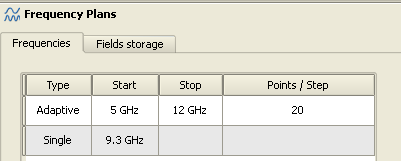 Frequency Plans
Frequencies Fields storage
Type Start Stop Points / Step
Adaptive 5 GHz 12 GHz 20
Single 9.3 GHz